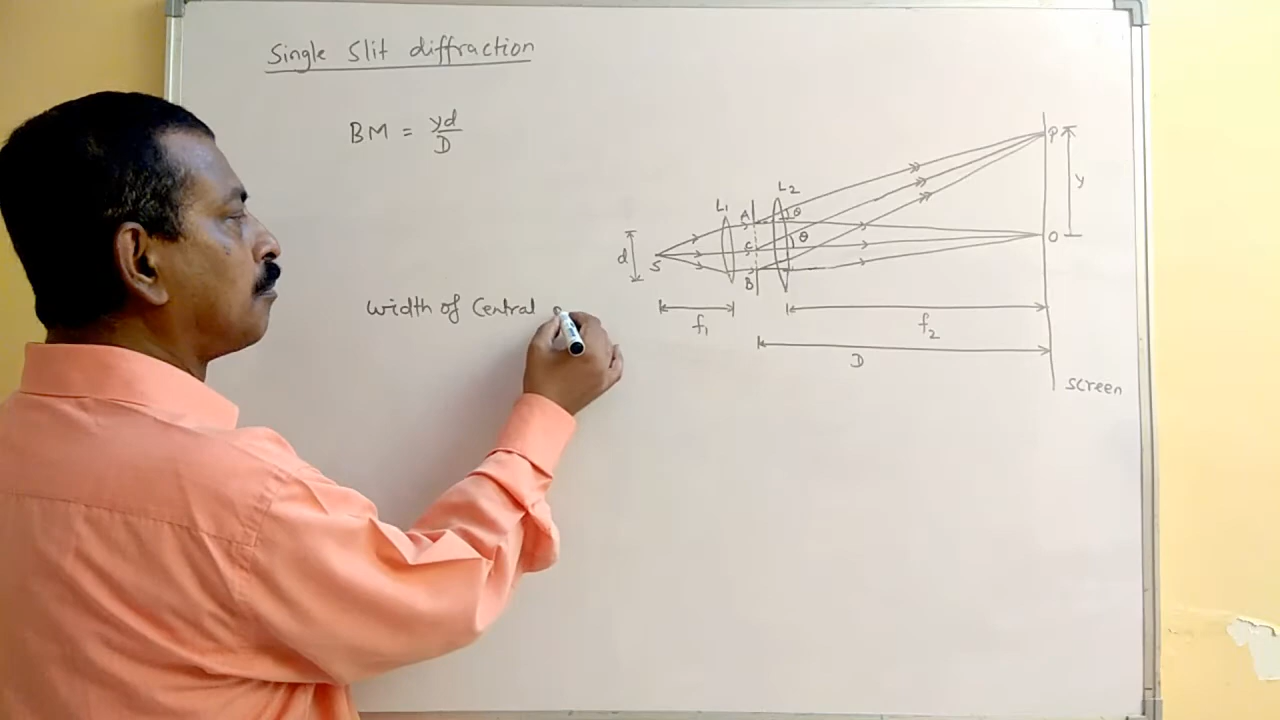 Single Slit diffraction
BM = yd/D
width of Central
L1
L2
A
θ
θ
C
B
d
S
P
y
O
f1
f2
D
screen